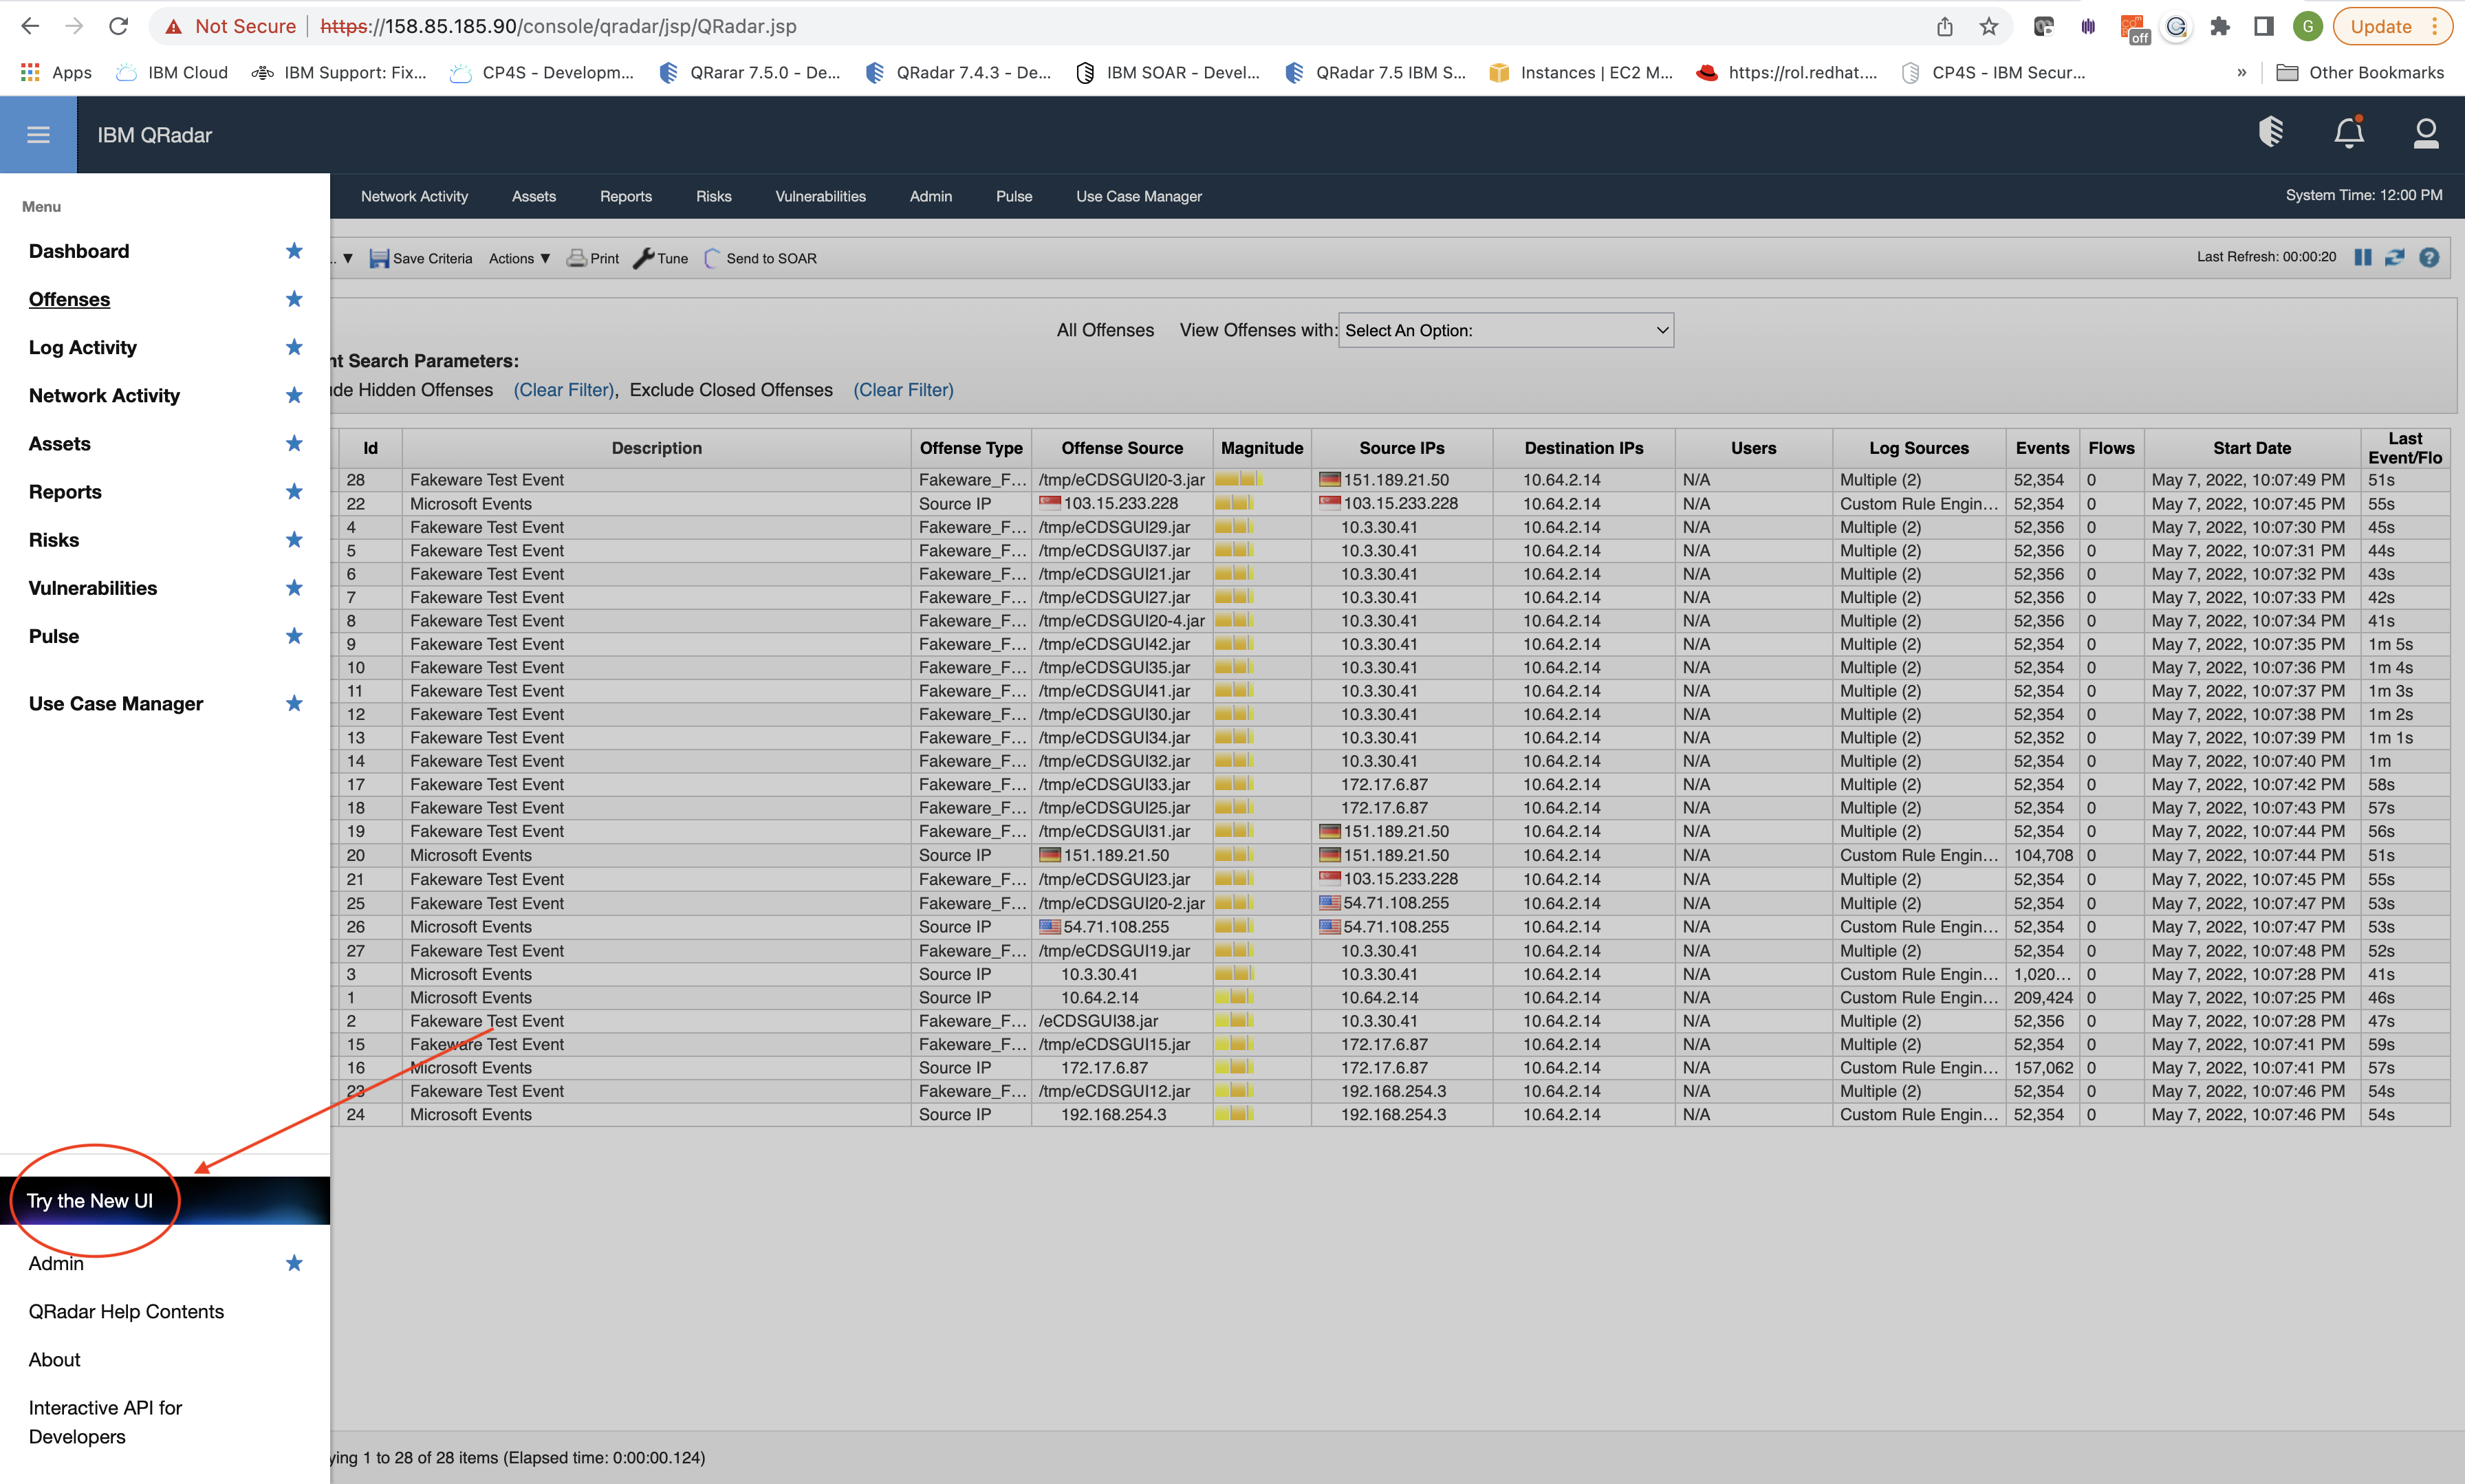 Not Secure https://158.85.185.90/console/qradar/jsp/QRadar.jsp off G Update
Apps IBM Cloud IBM Support: Fix... CP4S - Developm... QRarar 7.5.0 - De... QRadar 7.4.3 - De... IBM SOAR - Devel... QRadar 7.5 IBM S... Instances | EC2 M... https://rol.redhat.... CP4S - IBM Secur... » Other Bookmarks
IBM QRadar
Network Activity Assets Reports Risks Vulnerabilities Admin Pulse Use Case Manager System Time: 12:00 PM
Menu
Dashboard
Offenses
Log Activity
Network Activity
Assets
Reports
Risks
Vulnerabilities
Pulse
Use Case Manager
Try the New UI
Admin
QRadar Help Contents
About
Interactive API for
Developers
.. ▼ Save Criteria Actions ▼ Print Tune Send to SOAR Last Refresh: 00:00:20
All Offenses View Offenses with: Select An Option:
nt Search Parameters:
de Hidden Offenses (Clear Filter), Exclude Closed Offenses (Clear Filter)
Id Description Offense Type Offense Source Magnitude Source IPs Destination IPs Users Log Sources Events Flows Start Date Last Event/Flo
28 Fakeware Test Event Fakeware_F... /tmp/eCDSGUI20-3.jar 151.189.21.50 10.64.2.14 N/A Multiple (2) 52,354 0 May 7, 2022, 10:07:49 PM 51s
22 Microsoft Events Source IP 103.15.233.228 103.15.233.228 10.64.2.14 N/A Custom Rule Engin... 52,354 0 May 7, 2022, 10:07:45 PM 55s
4 Fakeware Test Event Fakeware_F... /tmp/eCDSGUI29.jar 10.3.30.41 10.64.2.14 N/A Multiple (2) 52,356 0 May 7, 2022, 10:07:30 PM 45s
5 Fakeware Test Event Fakeware_F... /tmp/eCDSGUI37.jar 10.3.30.41 10.64.2.14 N/A Multiple (2) 52,356 0 May 7, 2022, 10:07:31 PM 44s
6 Fakeware Test Event Fakeware_F... /tmp/eCDSGUI21.jar 10.3.30.41 10.64.2.14 N/A Multiple (2) 52,356 0 May 7, 2022, 10:07:32 PM 43s
7 Fakeware Test Event Fakeware_F... /tmp/eCDSGUI27.jar 10.3.30.41 10.64.2.14 N/A Multiple (2) 52,356 0 May 7, 2022, 10:07:33 PM 42s
8 Fakeware Test Event Fakeware_F... /tmp/eCDSGUI20-4.jar 10.3.30.41 10.64.2.14 N/A Multiple (2) 52,356 0 May 7, 2022, 10:07:34 PM 41s
9 Fakeware Test Event Fakeware_F... /tmp/eCDSGUI42.jar 10.3.30.41 10.64.2.14 N/A Multiple (2) 52,354 0 May 7, 2022, 10:07:35 PM 1m 5s
10 Fakeware Test Event Fakeware_F... /tmp/eCDSGUI35.jar 10.3.30.41 10.64.2.14 N/A Multiple (2) 52,354 0 May 7, 2022, 10:07:36 PM 1m 4s
11 Fakeware Test Event Fakeware_F... /tmp/eCDSGUI41.jar 10.3.30.41 10.64.2.14 N/A Multiple (2) 52,354 0 May 7, 2022, 10:07:37 PM 1m 3s
12 Fakeware Test Event Fakeware_F... /tmp/eCDSGUI30.jar 10.3.30.41 10.64.2.14 N/A Multiple (2) 52,354 0 May 7, 2022, 10:07:38 PM 1m 2s
13 Fakeware Test Event Fakeware_F... /tmp/eCDSGUI34.jar 10.3.30.41 10.64.2.14 N/A Multiple (2) 52,352 0 May 7, 2022, 10:07:39 PM 1m 1s
14 Fakeware Test Event Fakeware_F... /tmp/eCDSGUI32.jar 10.3.30.41 10.64.2.14 N/A Multiple (2) 52,354 0 May 7, 2022, 10:07:40 PM 1m
17 Fakeware Test Event Fakeware_F... /tmp/eCDSGUI33.jar 172.17.6.87 10.64.2.14 N/A Multiple (2) 52,354 0 May 7, 2022, 10:07:42 PM 58s
18 Fakeware Test Event Fakeware_F... /tmp/eCDSGUI25.jar 172.17.6.87 10.64.2.14 N/A Multiple (2) 52,354 0 May 7, 2022, 10:07:43 PM 57s
19 Fakeware Test Event Fakeware_F... /tmp/eCDSGUI31.jar 151.189.21.50 10.64.2.14 N/A Multiple (2) 52,354 0 May 7, 2022, 10:07:44 PM 56s
20 Microsoft Events Source IP 151.189.21.50 151.189.21.50 10.64.2.14 N/A Custom Rule Engin... 104,708 0 May 7, 2022, 10:07:44 PM 51s
21 Fakeware Test Event Fakeware_F... /tmp/eCDSGUI23.jar 103.15.233.228 10.64.2.14 N/A Multiple (2) 52,354 0 May 7, 2022, 10:07:45 PM 55s
25 Fakeware Test Event Fakeware_F... /tmp/eCDSGUI20-2.jar 54.71.108.255 10.64.2.14 N/A Multiple (2) 52,354 0 May 7, 2022, 10:07:47 PM 53s
26 Microsoft Events Source IP 54.71.108.255 54.71.108.255 10.64.2.14 N/A Custom Rule Engin... 52,354 0 May 7, 2022, 10:07:47 PM 53s
27 Fakeware Test Event Fakeware_F... /tmp/eCDSGUI19.jar 10.3.30.41 10.64.2.14 N/A Multiple (2) 52,354 0 May 7, 2022, 10:07:48 PM 52s
3 Microsoft Events Source IP 10.3.30.41 10.3.30.41 10.64.2.14 N/A Custom Rule Engin... 1,020... 0 May 7, 2022, 10:07:28 PM 41s
1 Microsoft Events Source IP 10.64.2.14 10.64.2.14 10.64.2.14 N/A Custom Rule Engin... 209,424 0 May 7, 2022, 10:07:25 PM 46s
2 Fakeware Test Event Fakeware_F... /eCDSGUI38.jar 10.3.30.41 10.64.2.14 N/A Multiple (2) 52,356 0 May 7, 2022, 10:07:28 PM 47s
15 Fakeware Test Event Fakeware_F... /tmp/eCDSGUI15.jar 172.17.6.87 10.64.2.14 N/A Multiple (2) 52,354 0 May 7, 2022, 10:07:41 PM 59s
16 Microsoft Events Source IP 172.17.6.87 172.17.6.87 10.64.2.14 N/A Custom Rule Engin... 157,062 0 May 7, 2022, 10:07:41 PM 57s
23 Fakeware Test Event Fakeware_F... /tmp/eCDSGUI12.jar 192.168.254.3 10.64.2.14 N/A Multiple (2) 52,354 0 May 7, 2022, 10:07:46 PM 54s
24 Microsoft Events Source IP 192.168.254.3 192.168.254.3 10.64.2.14 N/A Custom Rule Engin... 52,354 0 May 7, 2022, 10:07:46 PM 54s
ying 1 to 28 of 28 items (Elapsed time: 0:00:00.124)